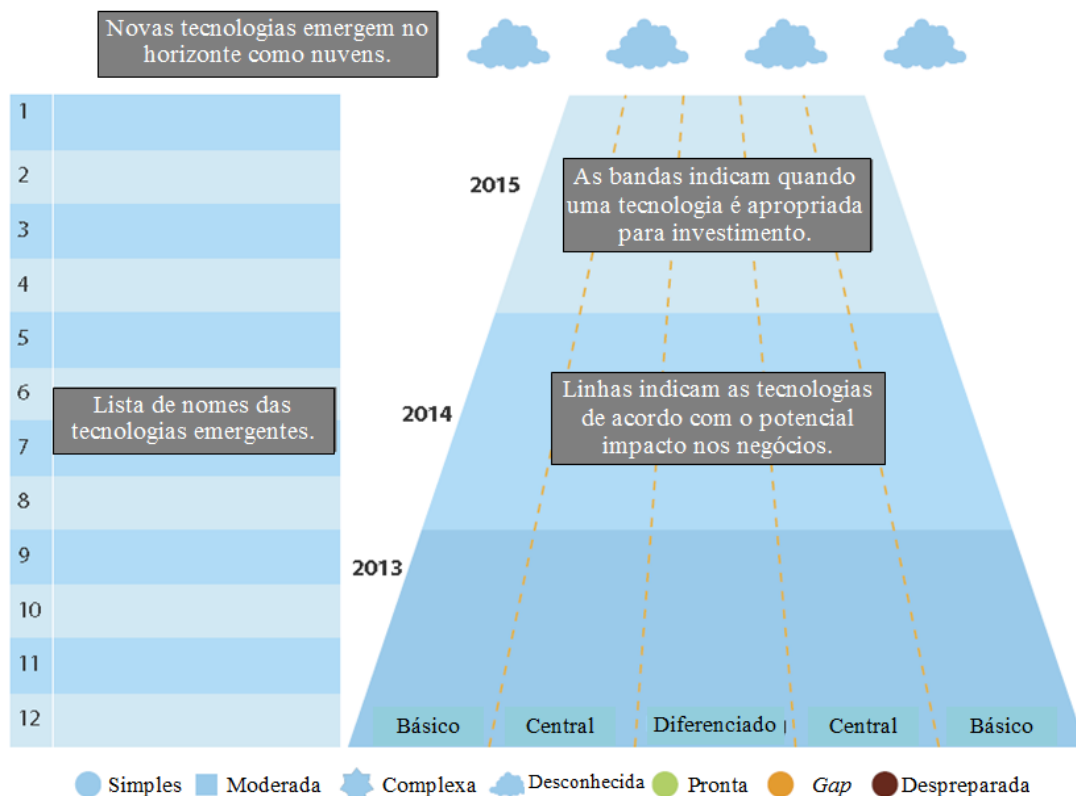 Novas tecnologias emergem no
horizonte como nuvens.
1
2
3
4
5
6
7
8
9
10
11
12
Lista de nomes das
tecnologias emergentes.
2015
As bandas indicam quando
uma tecnologia é apropriada
para investimento.
2014
Linhas indicam as tecnologias
de acordo com o potencial
impacto nos negócios.
2013
Básico Central Diferenciado Central Básico
Simples Moderada Complexa Desconhecida Pronta Gap Despreparada